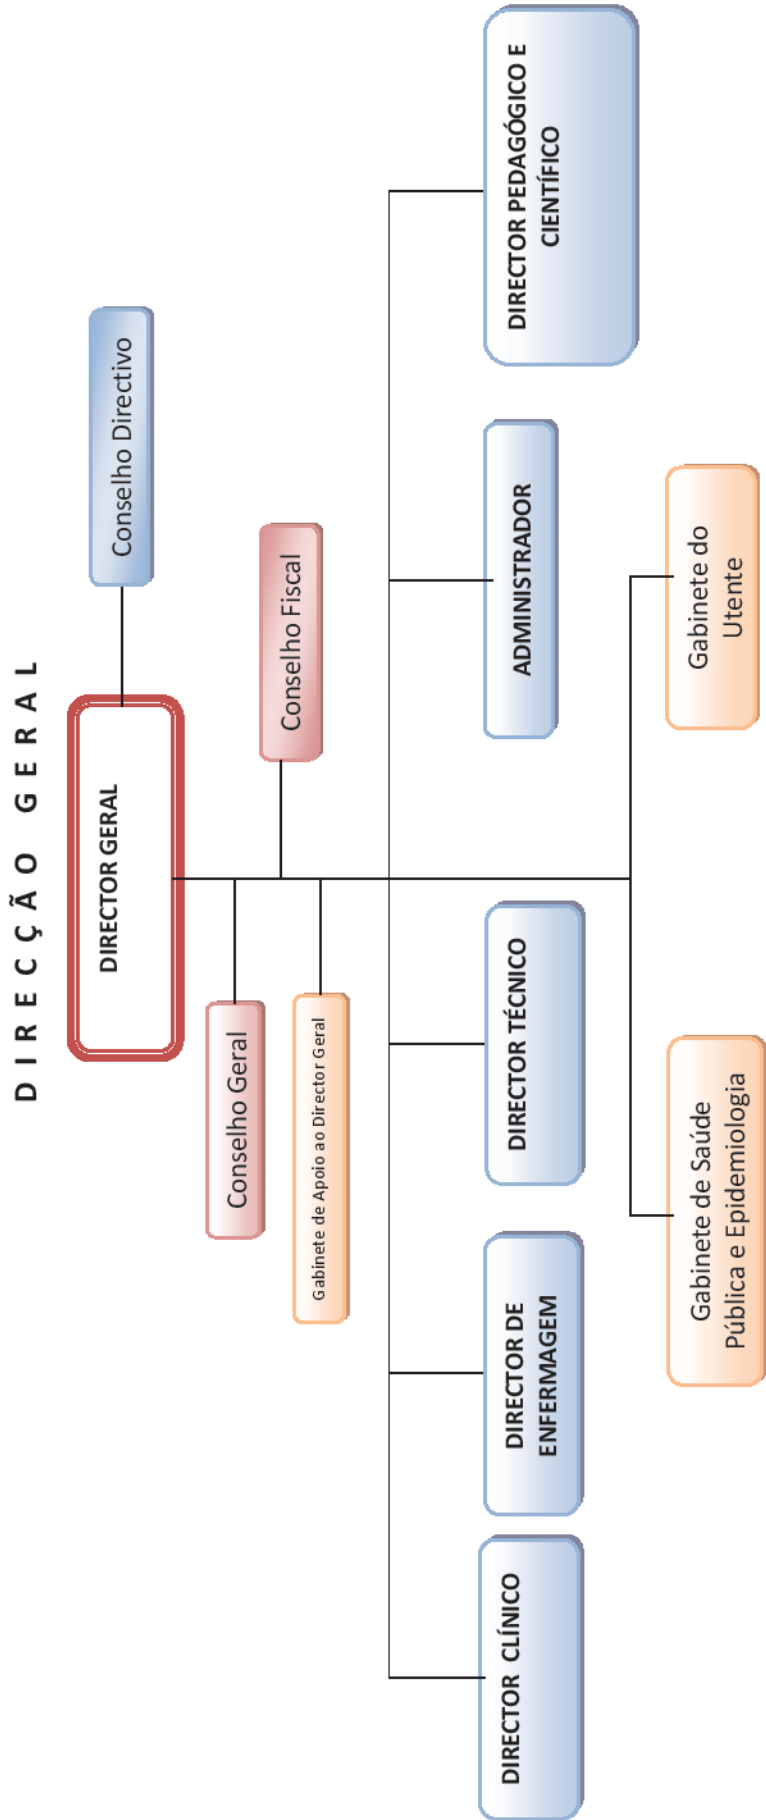 DIRECÇÃO GERAL
DIRECTOR GERAL
Conselho Directivo
Conselho Geral
Conselho Fiscal
Gabinete de Apoio ao Director Geral
DIRECTOR CLÍNICO
DIRECTOR DE
ENFERMAGEM
DIRECTOR TÉCNICO
ADMINISTRADOR
DIRECTOR PEDAGÓGICO E
CIENTÍFICO
Gabinete de Saúde
Pública e Epidemiologia
Gabinete do
Utente